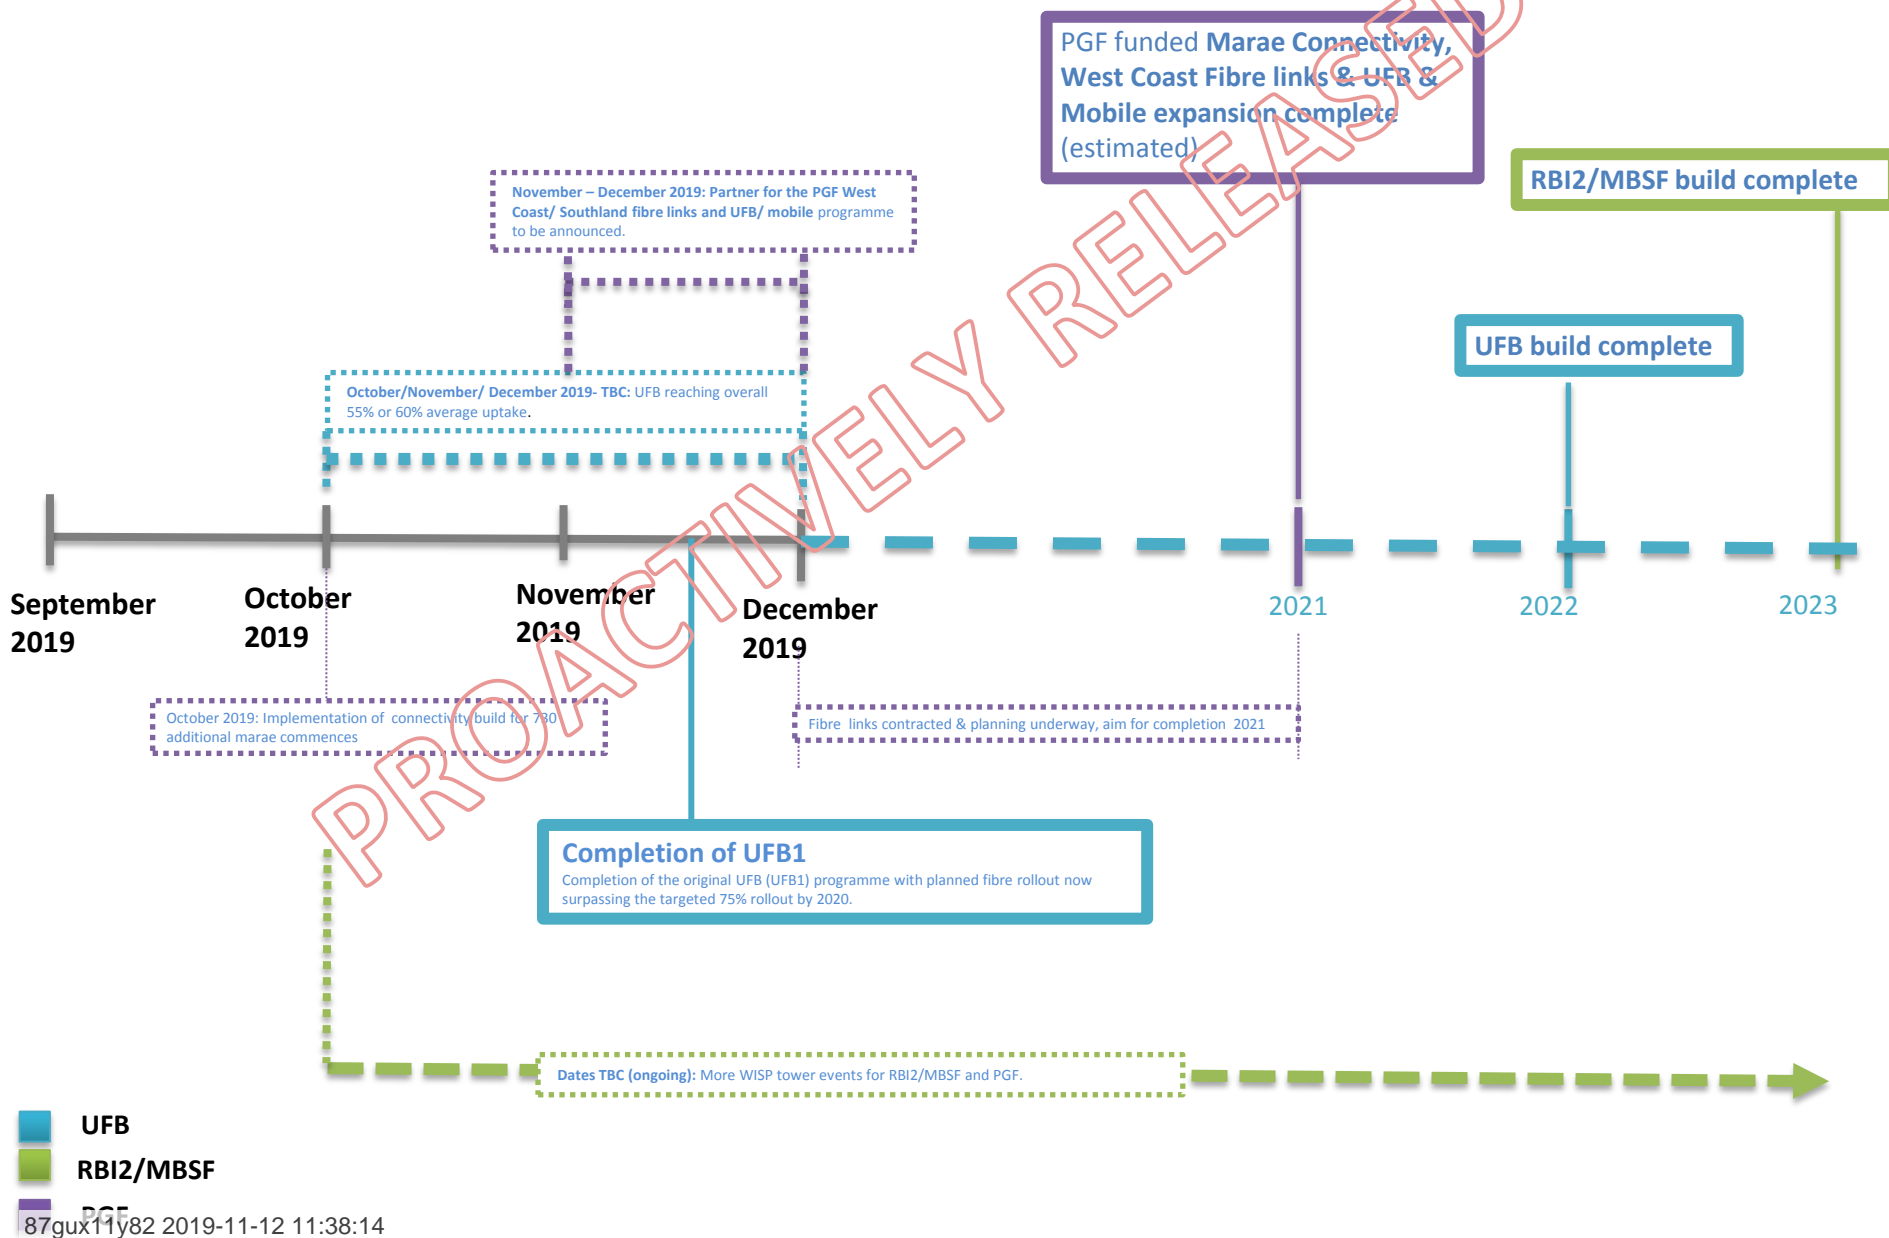 PGF funded Marae Connectivity,
West Coast Fibre links & UFB &
Mobile expansion complete
(estimated)
RBI2/MBSF build complete
November – December 2019: Partner for the PGF West
Coast/ Southland fibre links and UFB/ mobile programme
to be announced.
UFB build complete
October/November/ December 2019- TBC: UFB reaching overall
55% or 60% average uptake.
September
2019
October
2019
November
2019
December
2019
2021
2022
2023
October 2019: Implementation of connectivity build for 730
additional marae commences
Fibre links contracted & planning underway, aim for completion 2021
Completion of UFB1
Completion of the original UFB (UFB1) programme with planned fibre rollout now
surpassing the targeted 75% rollout by 2020.
Dates TBC (ongoing): More WISP tower events for RBI2/MBSF and PGF.
UFB
RBI2/MBSF
PGF
87gux11y82 2019-11-12 11:38:14
PROACTIVELY RELEASED